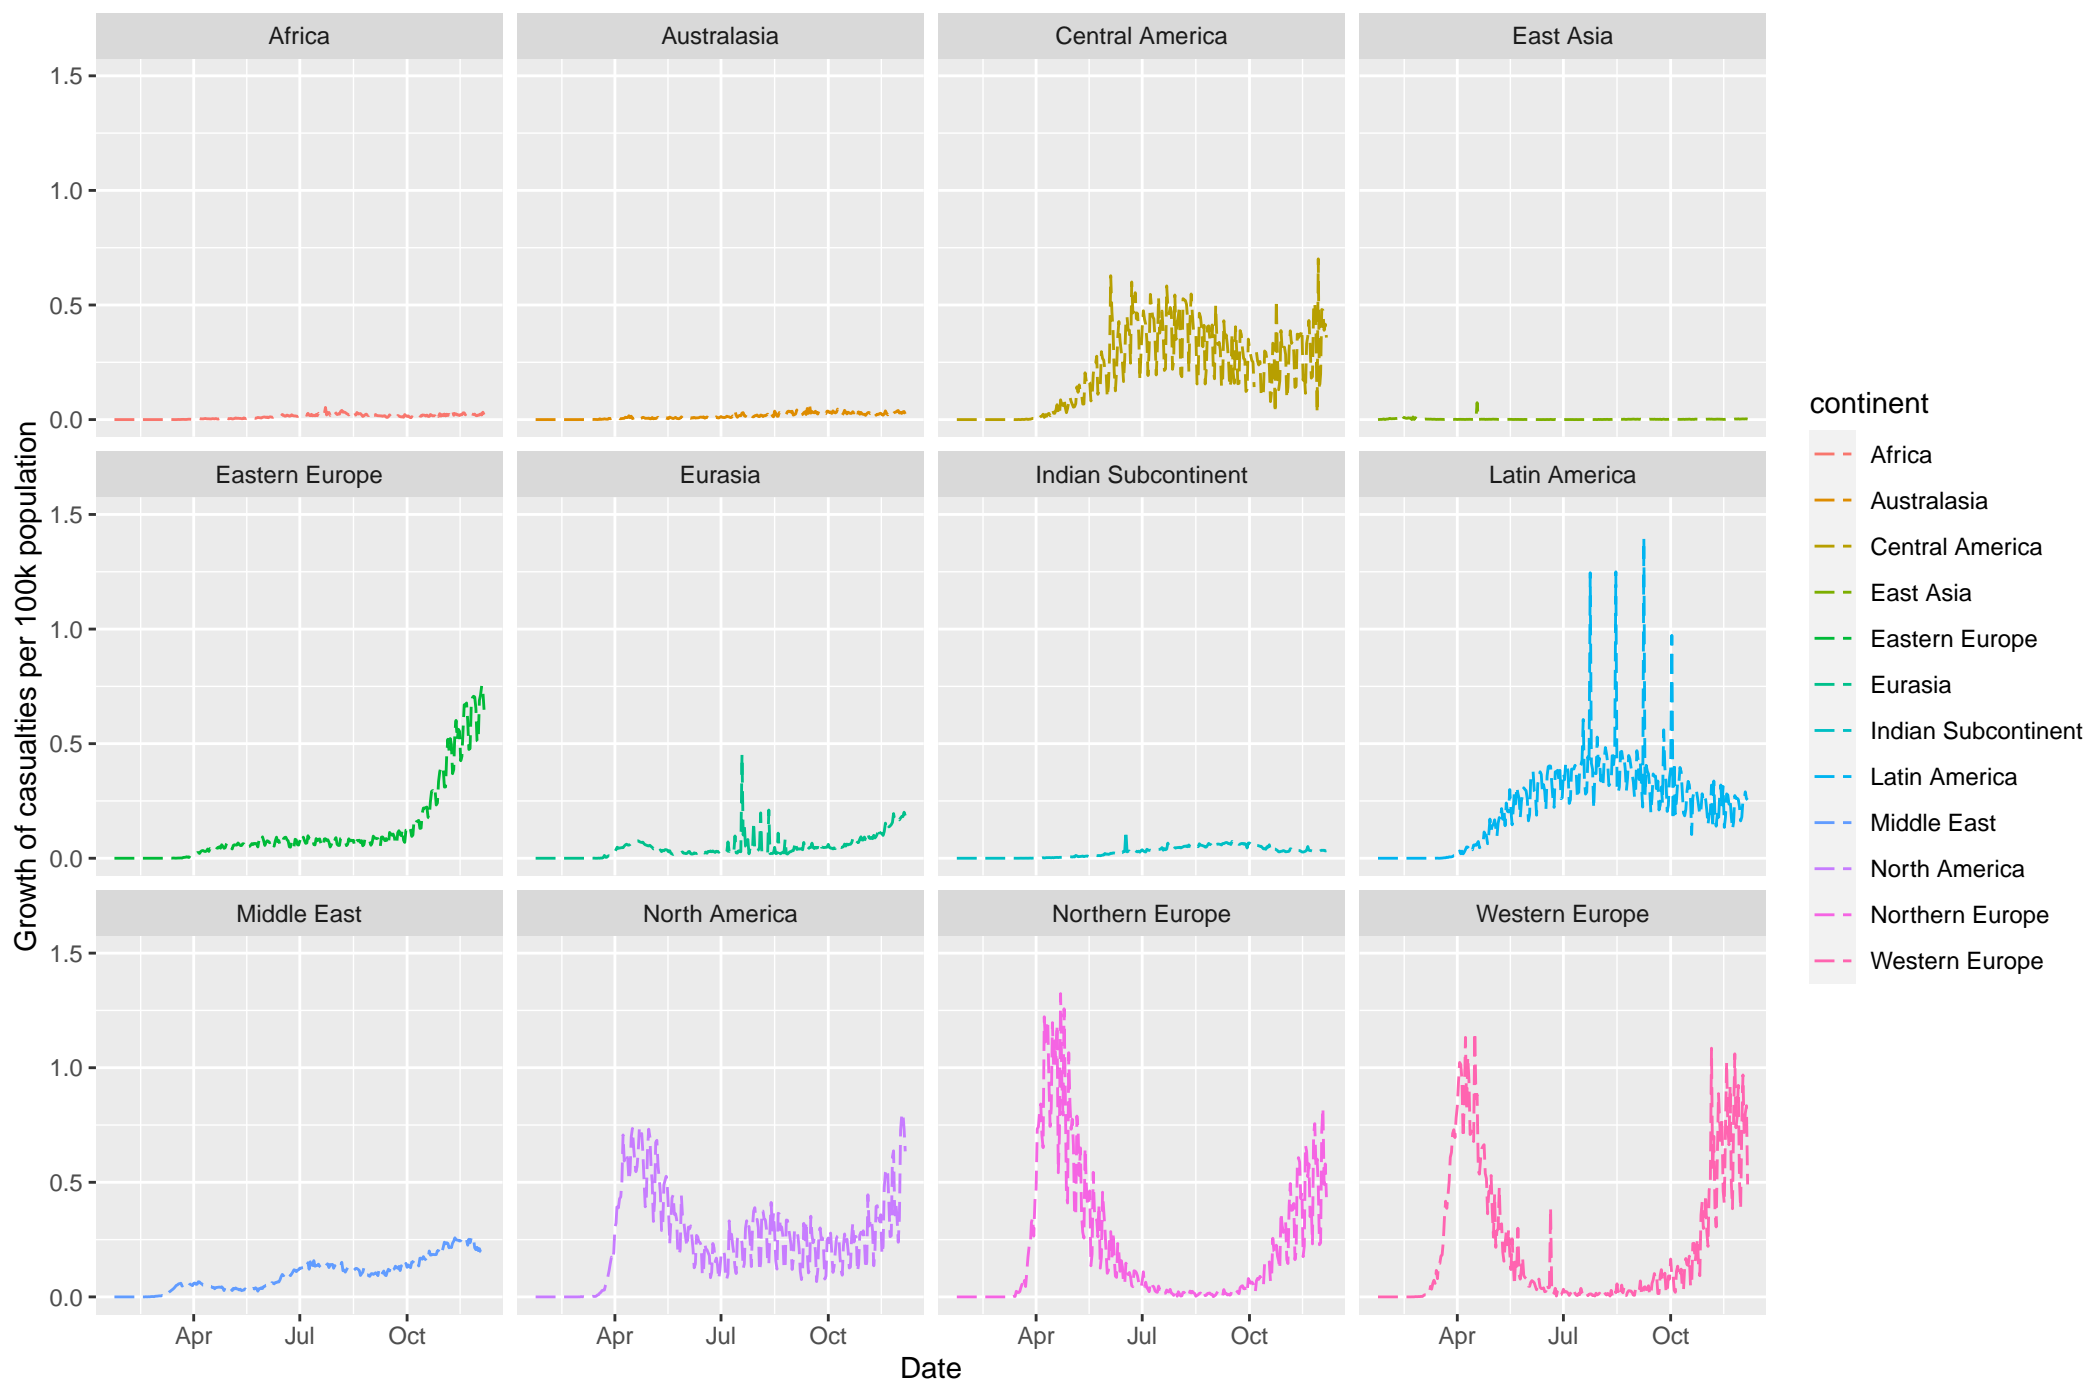 Africa
Australasia
Central America
East Asia
1.5
1.0
0.5
0.0
Eastern Europe
Eurasia
Indian Subcontinent
Latin America
1.5
1.0
0.5
0.0
Middle East
North America
Northern Europe
Western Europe
1.5
1.0
0.5
0.0
Apr Jul Oct
Apr Jul Oct
Apr Jul Oct
Apr Jul Oct
Date
Growth of casualties per 100k population
continent
Africa
Australasia
Central America
East Asia
Eastern Europe
Eurasia
Indian Subcontinent
Latin America
Middle East
North America
Northern Europe
Western Europe